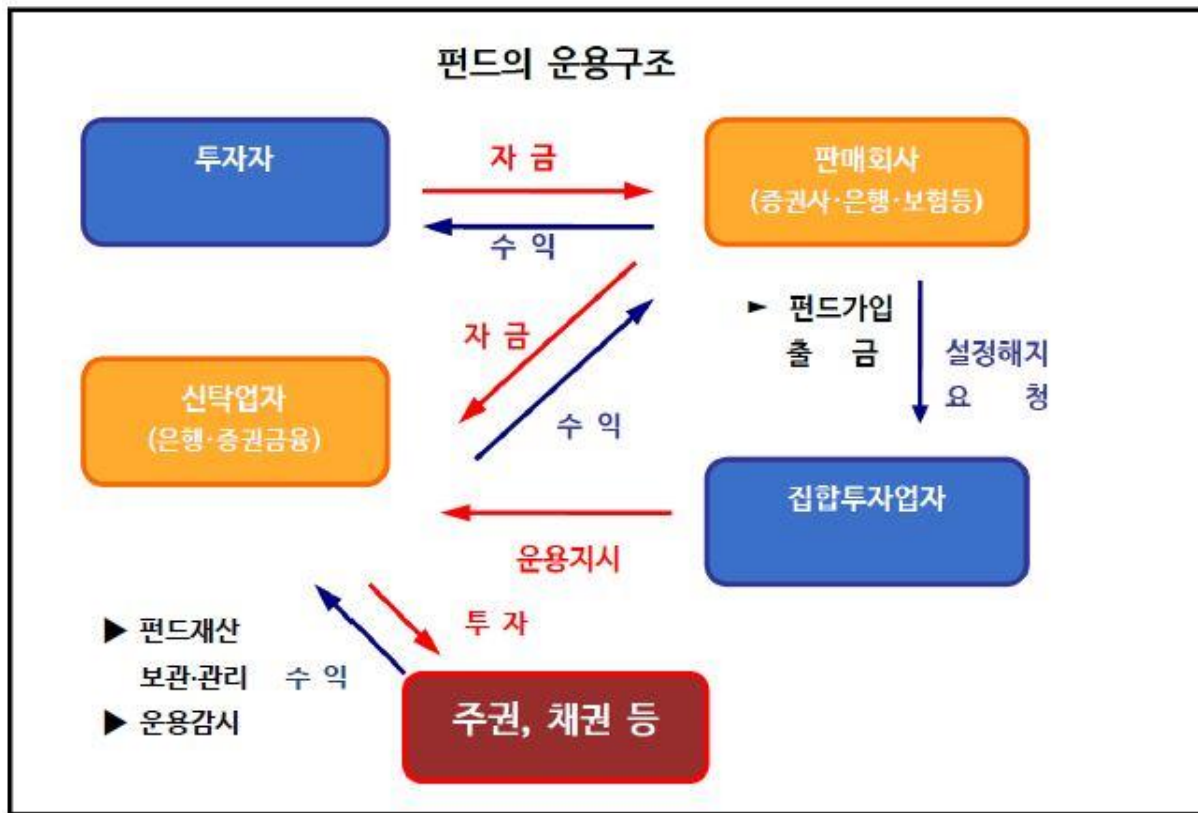 펀드의 운용구조
투자자
자 금
판매회사
(증권사·은행·보험등)
수 익
자 금
► 펀드가입
출 금
설정해지
요 청
신탁업자
(은행·증권금융)
수 익
집합투자업자
운용지시
▶ 펀드재산
보관·관리
▶ 운용감시
수 익
투 자
주권, 채권 등